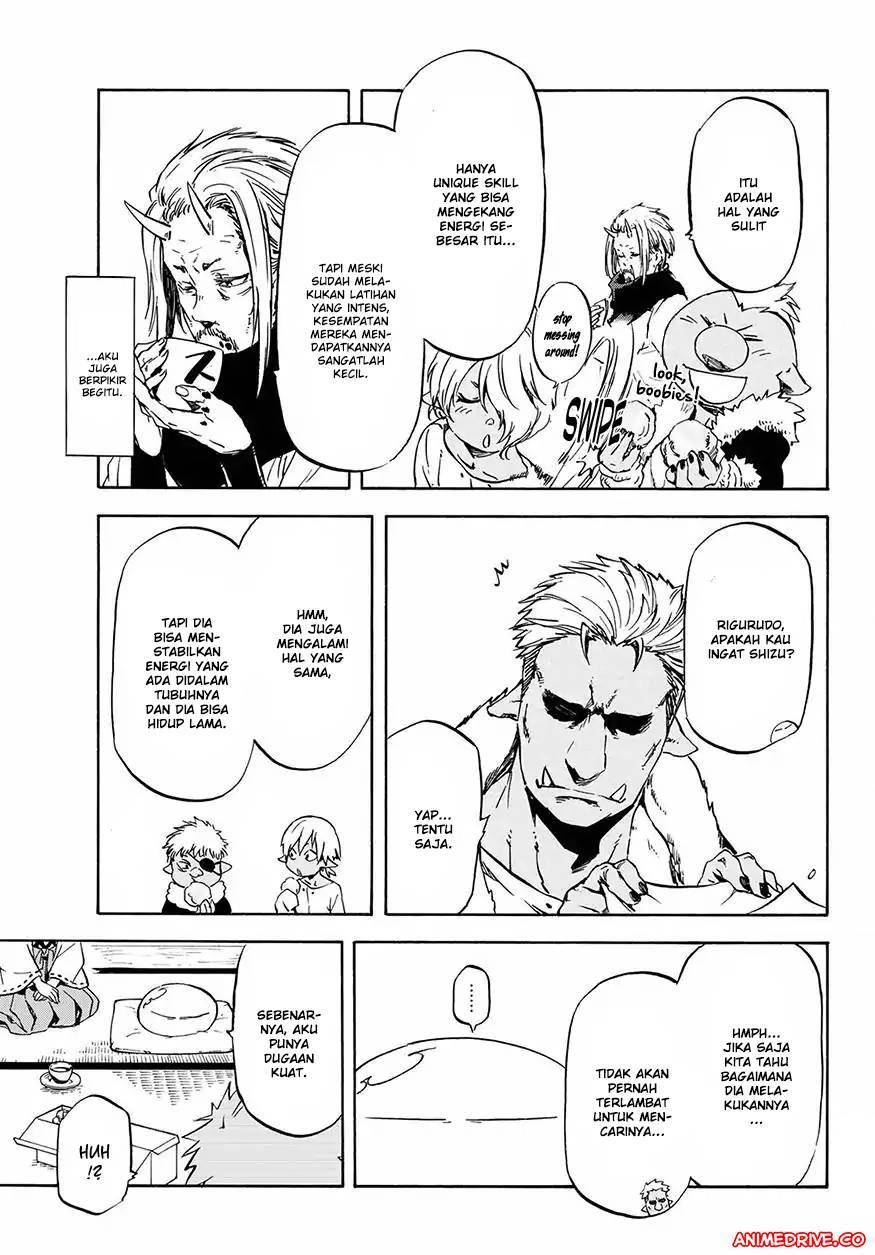 ITU
ADALAH
HAL YANG
SULIT
HANYA
UNIQUE SKILL
YANG BISA
MENGEKANG
ENERGI SE-
BESAR ITU...
stop
messing
around!
look,
boobies!
SWIPE
TAPI MESKI
SUDAH MELA-
KUKAN LATIHAN
YANG INTENS,
KESEMPATAN
MEREKA MEN-
DAPATKANNYA
SANGATLAH
KECIL.
...AKU
JUGA
BERPIKIR
BEGITU.
RIGURUDO,
APAKAH KAU
INGAT SHIZU?
YAP...
TENTU
SAJA.
HMM,
DIA JUGA
MENGALAMI
HAL YANG
SAMA,
TAPI DIA
BISA MEN-
STABILKAN
ENERGI YANG
ADA DIDALAM
TUBUHNYA
DAN DIA BISA
HIDUP LAMA.
HMPH...
JIKA SAJA
KITA TAHU
BAGAIMANA
DIA MELA-
KUKANNYA
...
TIDAK AKAN
PERNAH
TERLAMBAT
UNTUK MEN-
CARINYA...
......
SEBENAR-
NYA, AKU
PUNYA
DUGAAN
KUAT.
HUH
!?
ANIMEDRIVE.CO